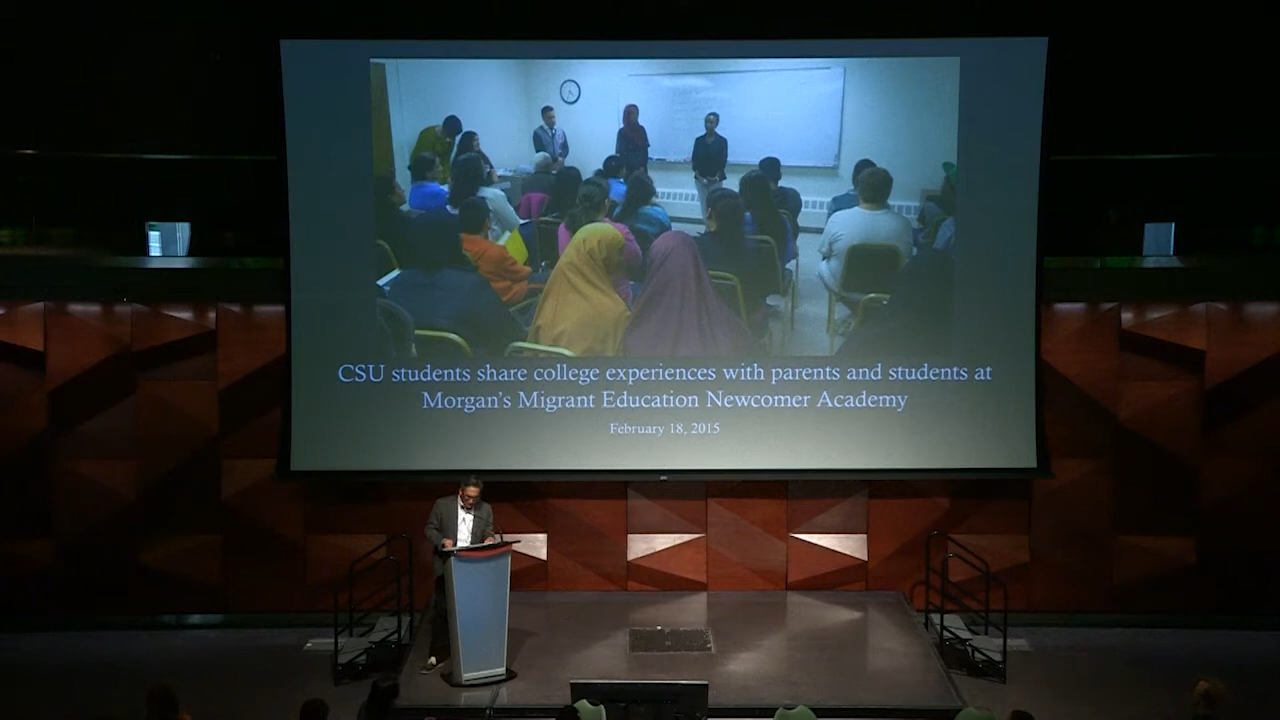 CSU students share college experiences with parents and students at
Morgan's Migrant Education Newcomer Academy
February 18, 2015